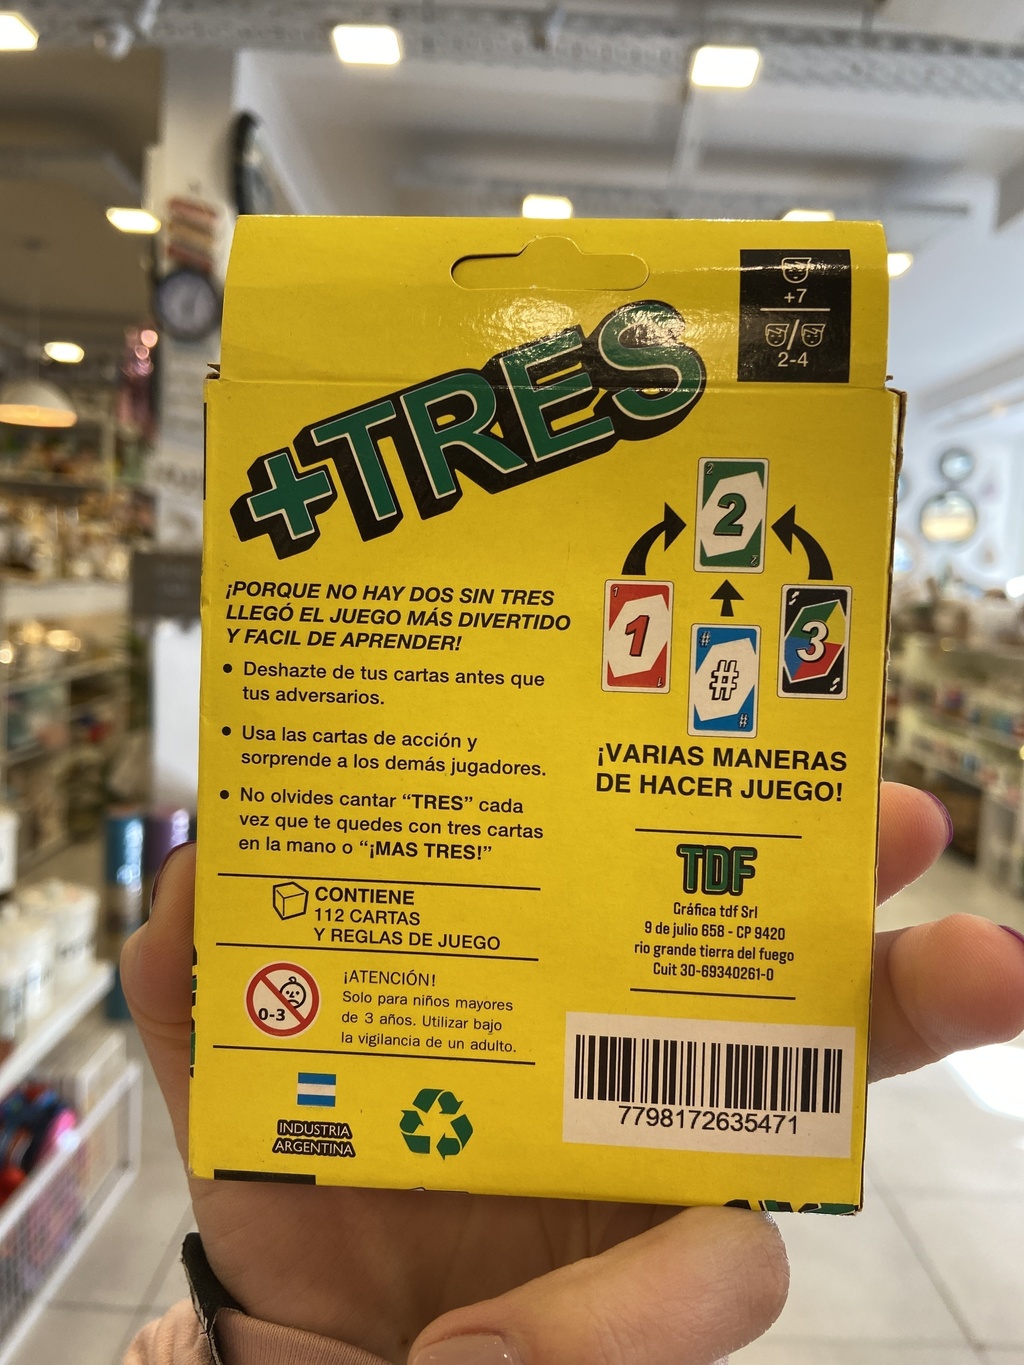 +7
2-4
+TRES
2
2
2
1
1
1
#
#
#
3
¡PORQUE NO HAY DOS SIN TRES
LLEGÓ EL JUEGO MÁS DIVERTIDO
Y FACIL DE APRENDER!
• Deshazte de tus cartas antes que
tus adversarios.
• Usa las cartas de acción y
sorprende a los demás jugadores.
• No olvides cantar “TRES” cada
vez que te quedes con tres cartas
en la mano o “¡MAS TRES!”
¡VARIAS MANERAS
DE HACER JUEGO!
CONTIENE
112 CARTAS
Y REGLAS DE JUEGO
TDF
Gráfica tdf Srl
9 de julio 658 - CP 9420
rio grande tierra del fuego
Cuit 30-69340261-0
0-3
¡ATENCIÓN!
Solo para niños mayores
de 3 años. Utilizar bajo
la vigilancia de un adulto.
INDUSTRIA
ARGENTINA
7798172635471